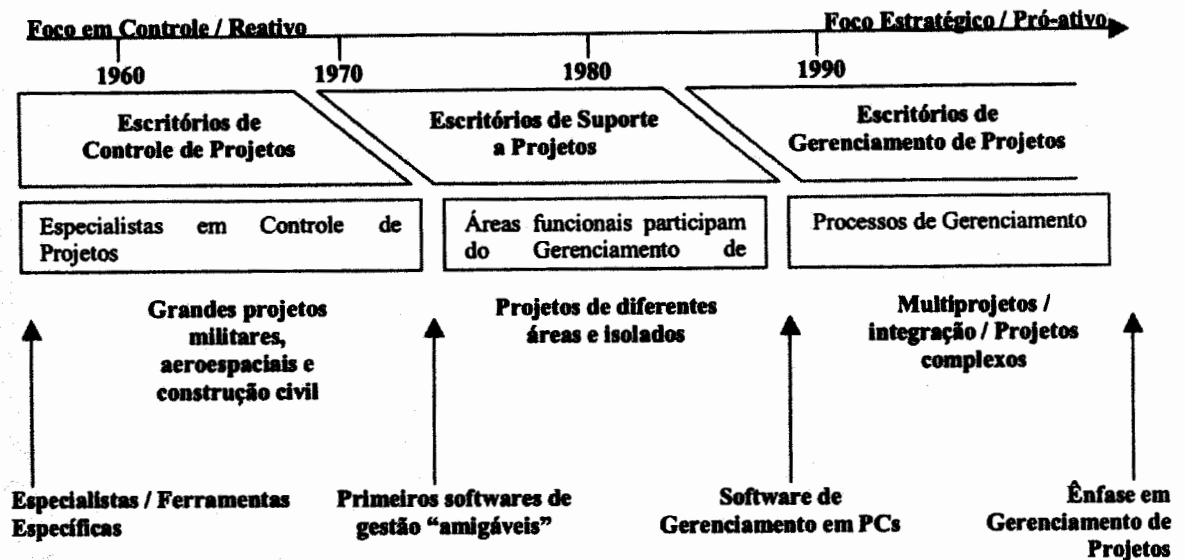 Foco em Controle / Reativo
Foco Estratégico / Pró-ativo
1960
1970
1980
1990
Escritórios de
Controle de Projetos
Escritórios de Suporte
a Projetos
Escritórios de
Gerenciamento de Projetos
Especialistas em Controle de
Projetos
Áreas funcionais participam
do Gerenciamento de
Processos de Gerenciamento
Grandes projetos
militares,
aeroespaciais e
construção civil
Projetos de diferentes
áreas e isolados
Multiprojetos /
integração / Projetos
complexos
Especialistas / Ferramentas
Específicas
Primeiros softwares de
gestão “amigáveis”
Software de
Gerenciamento em PCs
Ênfase em
Gerenciamento de
Projetos